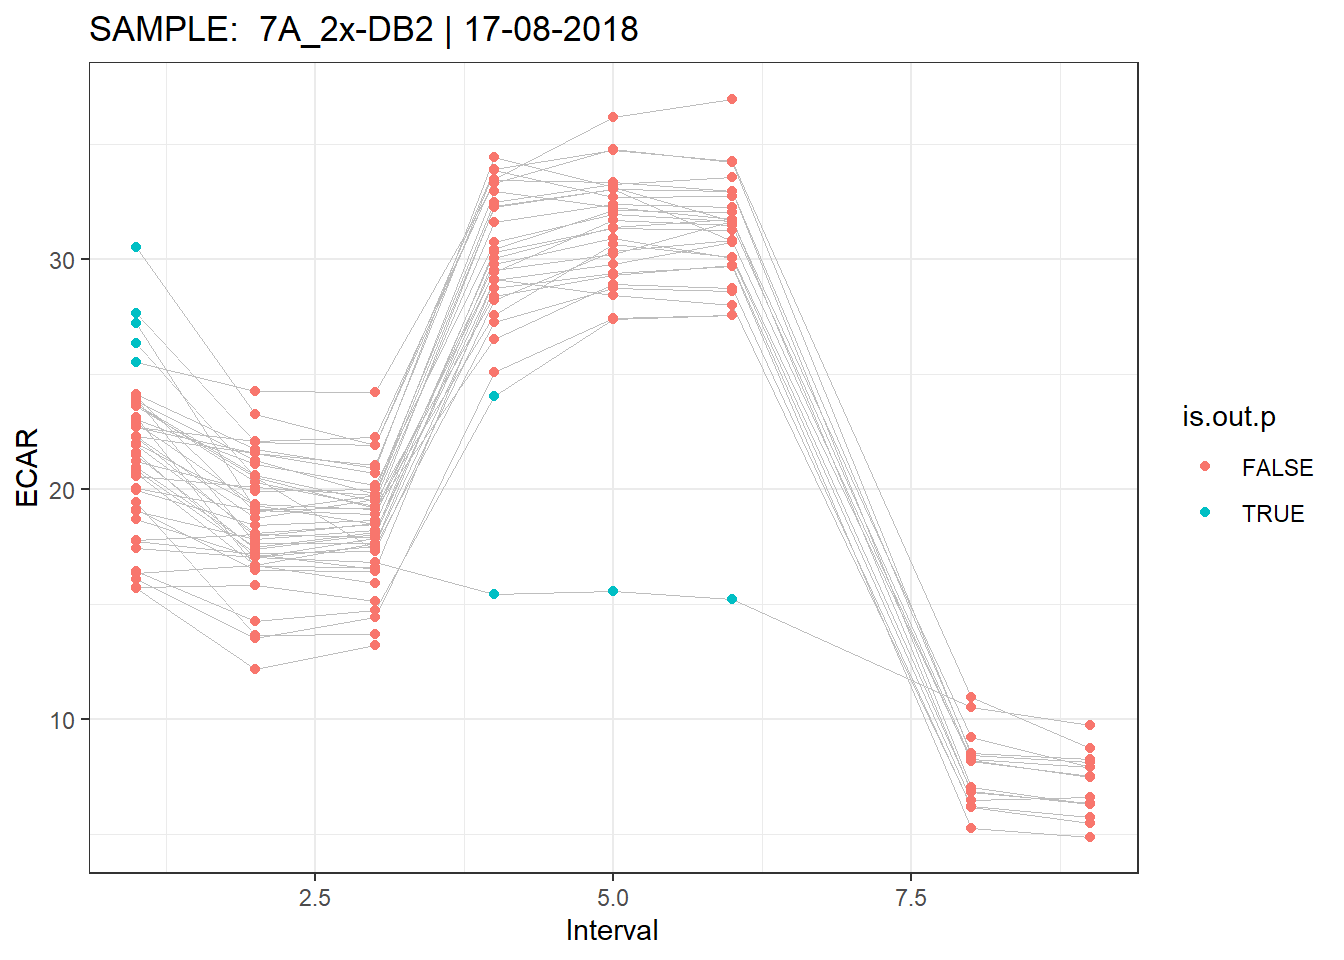 SAMPLE:  7A_2x-DB2 | 17-08-2018
ECAR
30
20
10
2.5
5.0
7.5
Interval
is.out.p
FALSE
TRUE